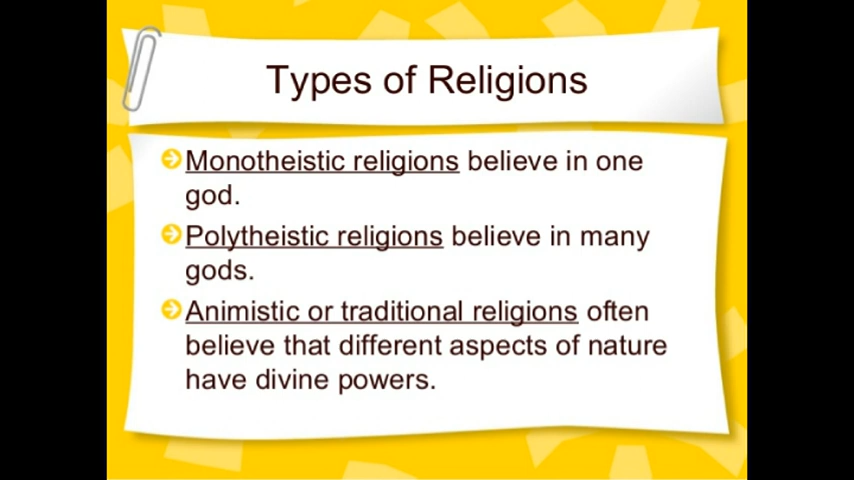 Types of Religions
Monotheistic religions believe in one
god.
Polytheistic religions believe in many
gods.
Animistic or traditional religions often
believe that different aspects of nature
have divine powers.